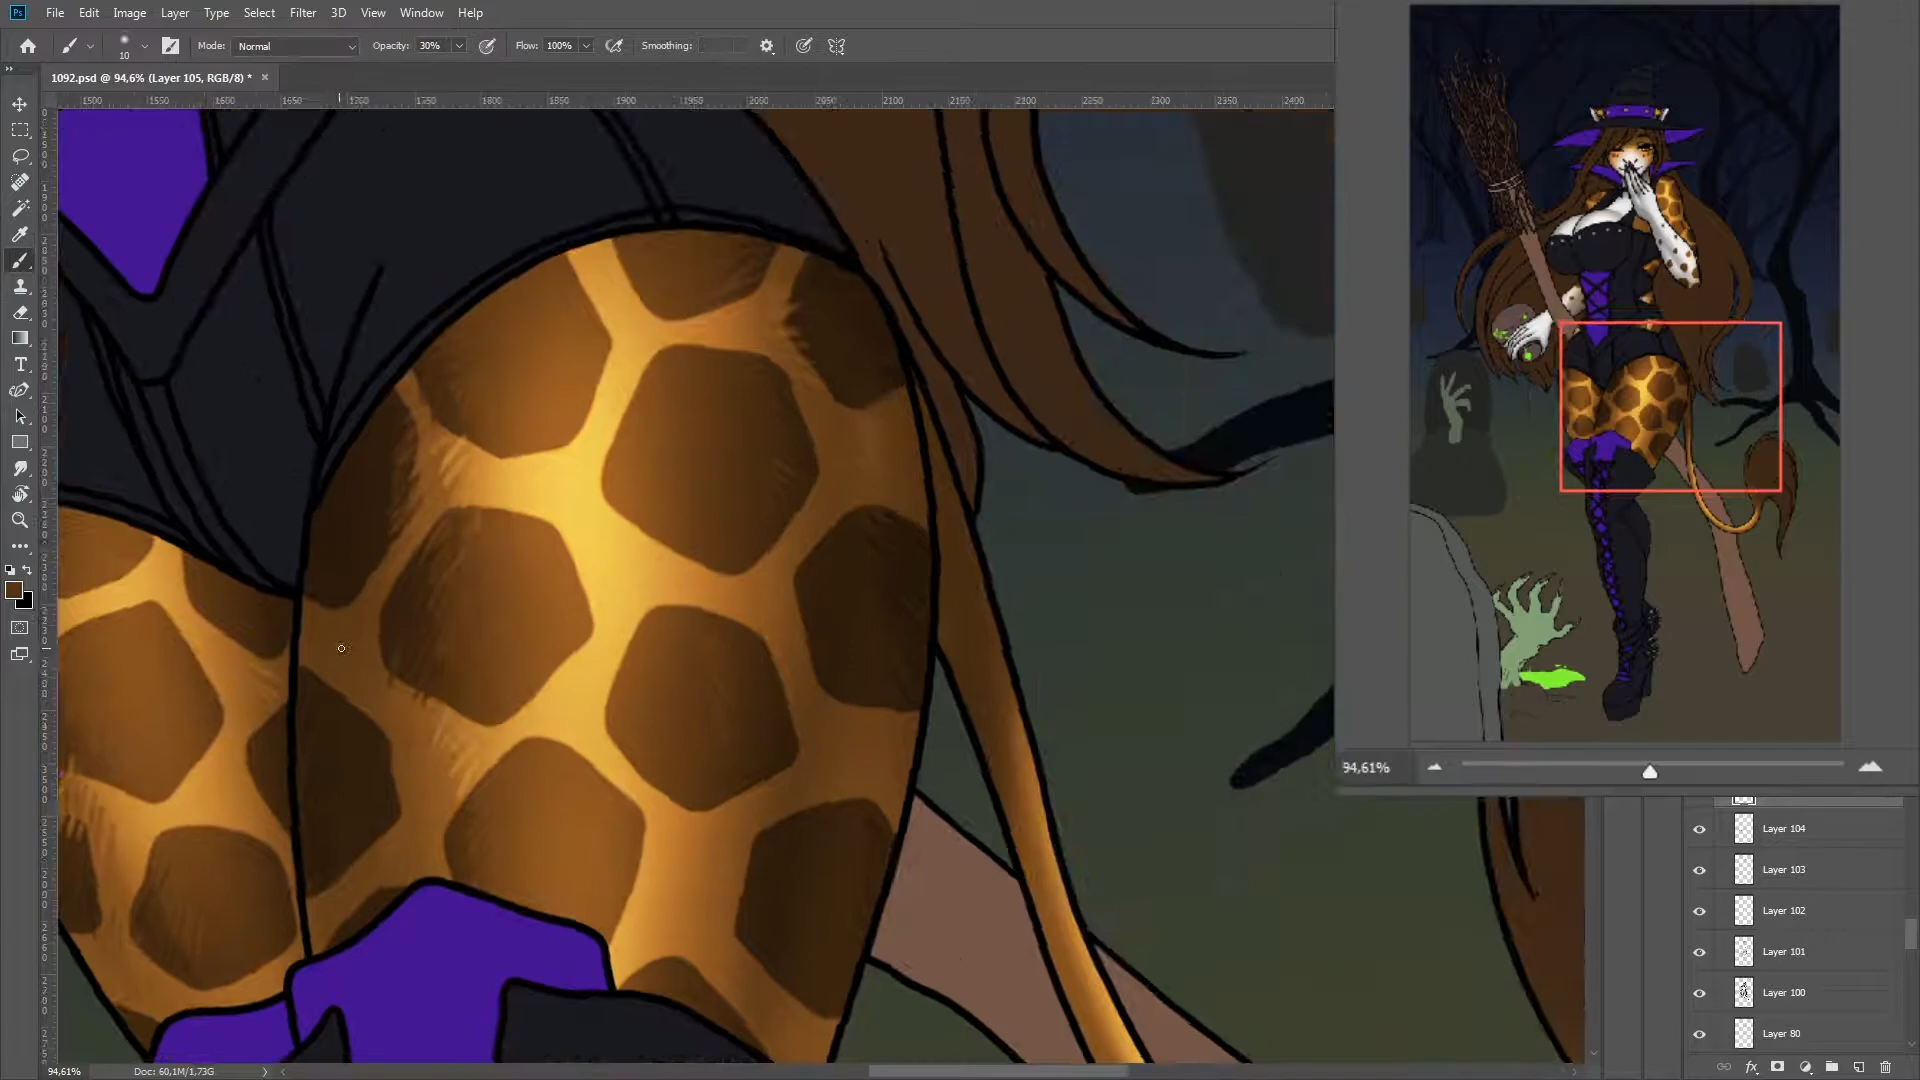 Ps File Edit Image Layer Type Select Filter 3D View Window Help
10 Mode: Normal Opacity: 30% Flow: 100% Smoothing:
1092.psd @ 94,6% (Layer 105, RGB/8) *
1500 1550 1600 1650 1700 1750 1800 1850 1900 1950 2000 2050 2100 2150 2200 2250 2300 2350 2400
94,61%
Layer 104
Layer 103
Layer 102
Layer 101
Layer 100
Layer 80
fx
94,61% Doc: 60,1M/1,73G